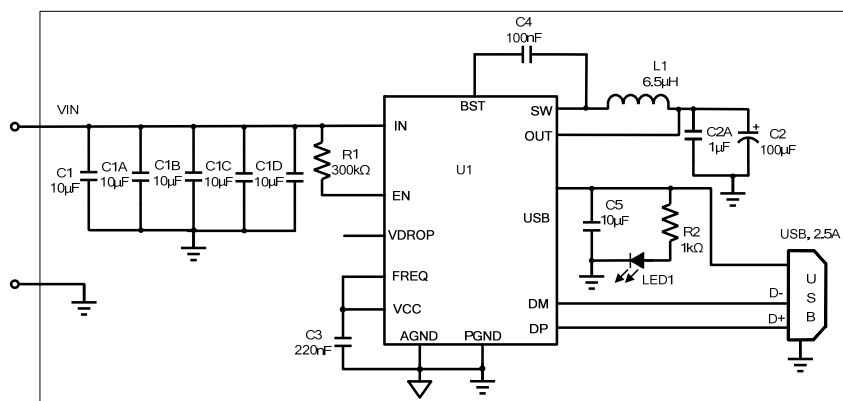 C4
100nF
L1
6.5µH
VIN
BST
SW
IN
OUT
C2A
1µF
+
C2
100µF
C1
10µF
C1A
10µF
C1B
10µF
C1C
10µF
C1D
10µF
R1
300kΩ
U1
EN
USB
C5
10µF
R2
1kΩ
USB, 2.5A
VDROP
LED1
FREQ
VCC
DM
D-
DP
D+
U
S
B
C3
220nF
AGND
PGND